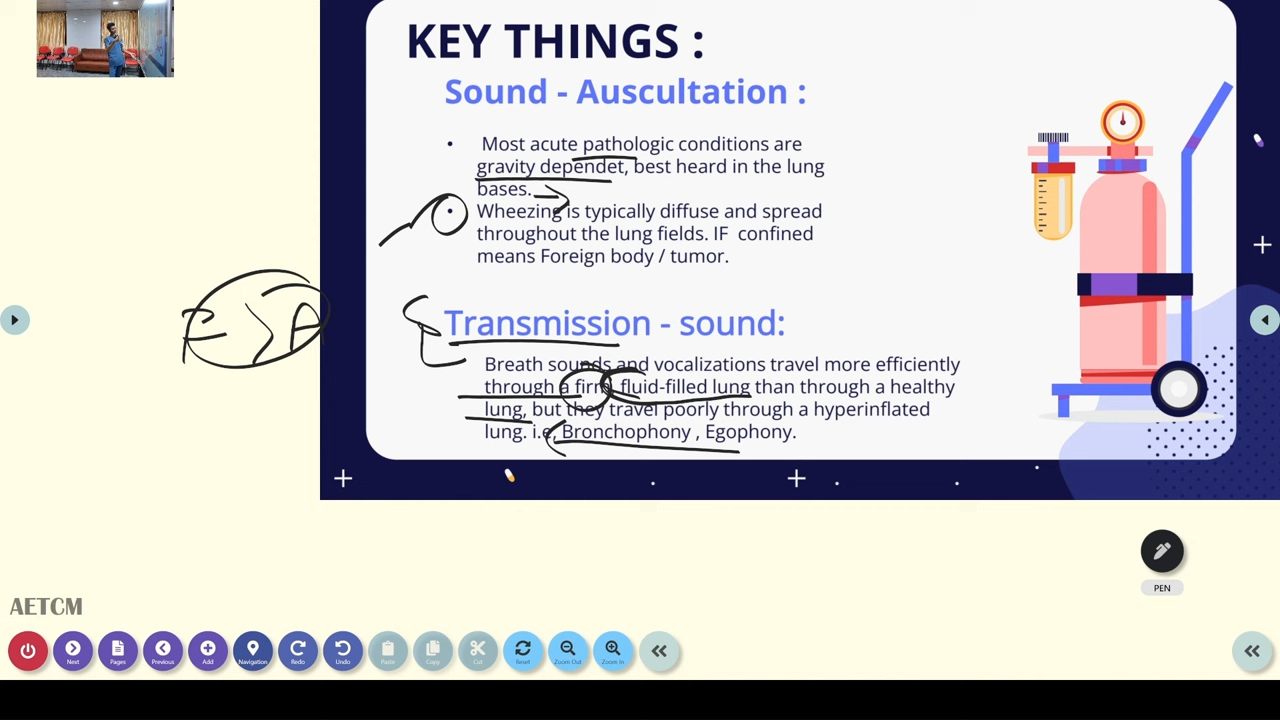 KEY THINGS :
Sound - Auscultation :
• Most acute pathologic conditions are
gravity dependet, best heard in the lung
bases.
• Wheezing is typically diffuse and spread
throughout the lung fields. IF confined
means Foreign body / tumor.
E > A
Transmission - sound:
Breath sounds and vocalizations travel more efficiently
through a firm, fluid-filled lung than through a healthy
lung, but they travel poorly through a hyperinflated
lung. i.e, Bronchophony , Egophony.
PEN
AETCM
Next Pages Previous Add Navigation Redo Undo Paste Copy Cut Reset Zoom Out Zoom In